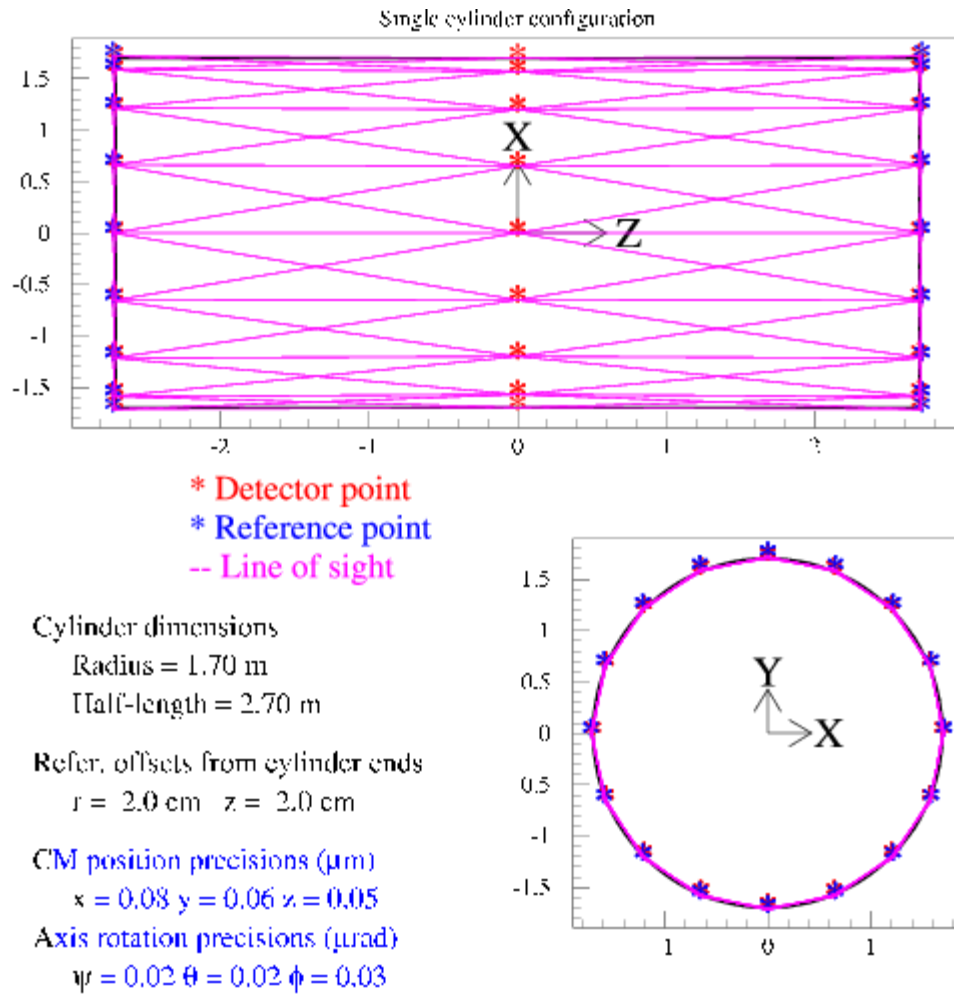 Single cylinder configuration
1.5
1
0.5
0
-0.5
-1
-1.5
X
Z
-2
-1
0
1
* Detector point
* Reference point
-- Line of sight
Cylinder dimensions
Radius = 1.70 m
Half-length = 2.70 m
Refer. offsets from cylinder ends
r = 2.0 cm z = 2.0 cm
CM position precisions (μm)
x = 0.08 y = 0.06 z = 0.05
Axis rotation precisions (μrad)
ψ = 0.02 θ = 0.02 ϕ = 0.03
1.5
1
0.5
0
-0.5
-1
-1.5
Y
X
1
0
1